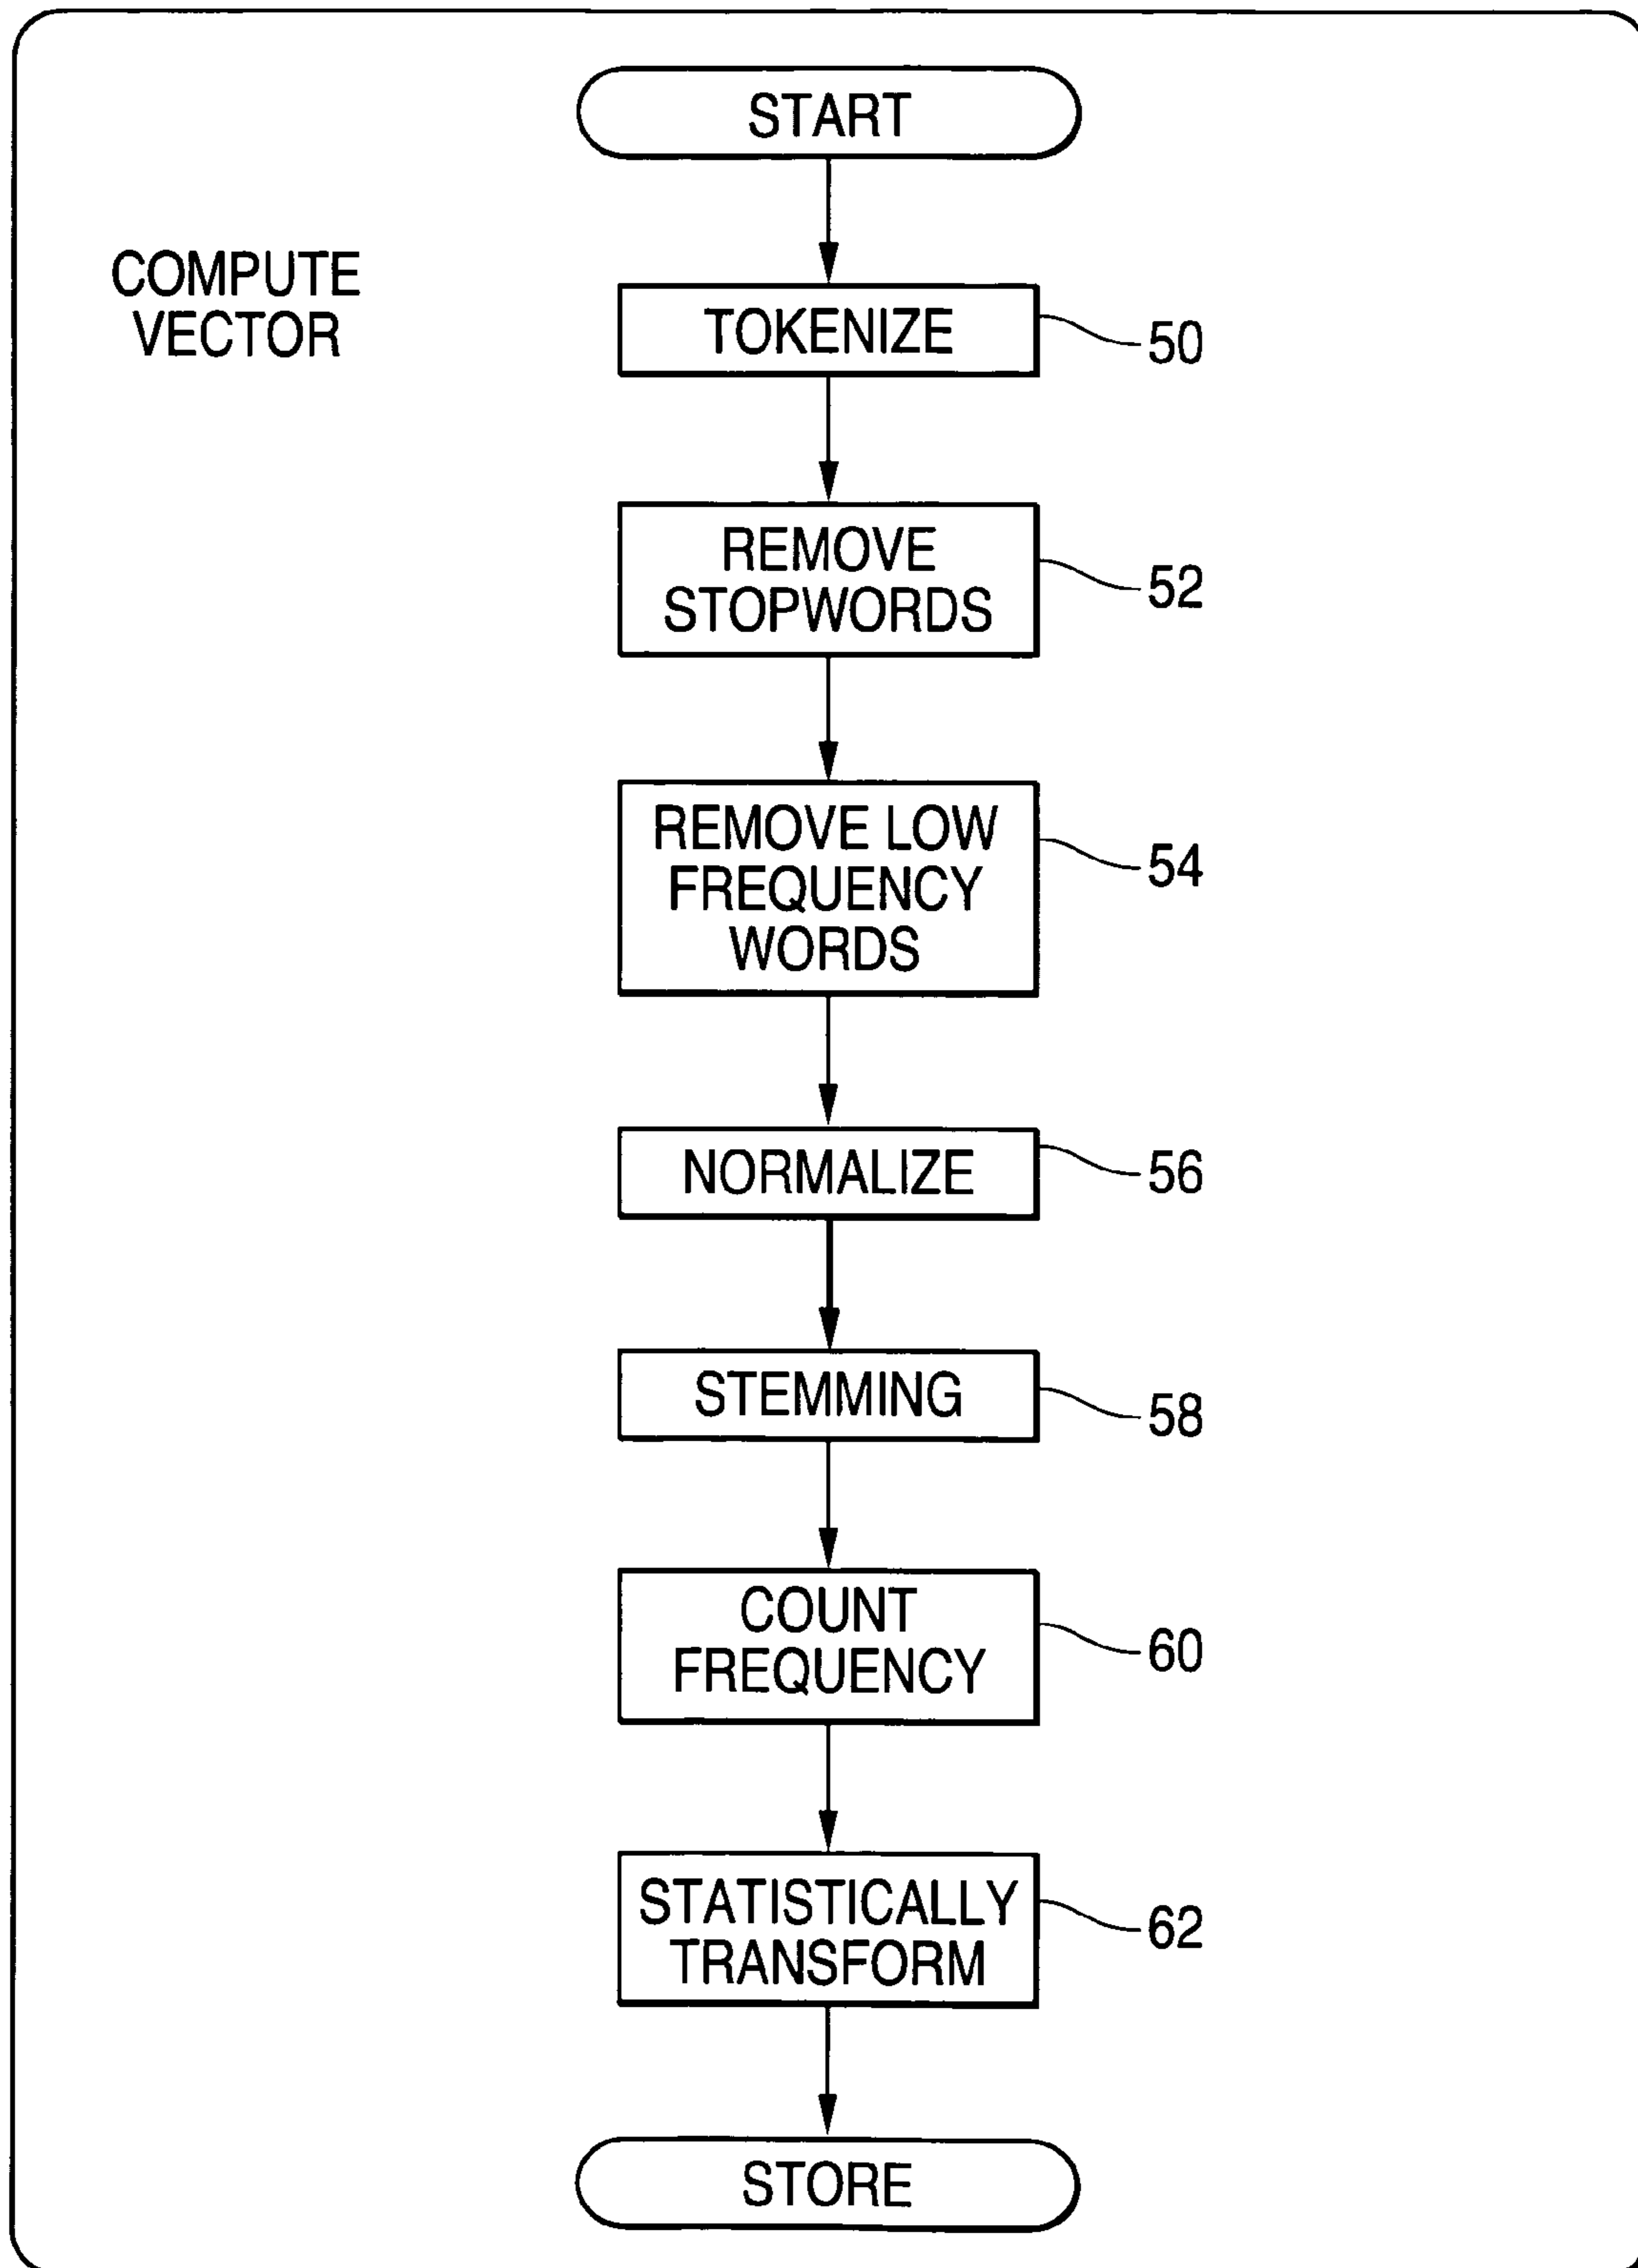 START
COMPUTE
VECTOR
TOKENIZE
50
REMOVE
STOPWORDS
52
REMOVE LOW
FREQUENCY
WORDS
54
NORMALIZE
56
STEMMING
58
COUNT
FREQUENCY
60
STATISTICALLY
TRANSFORM
62
STORE